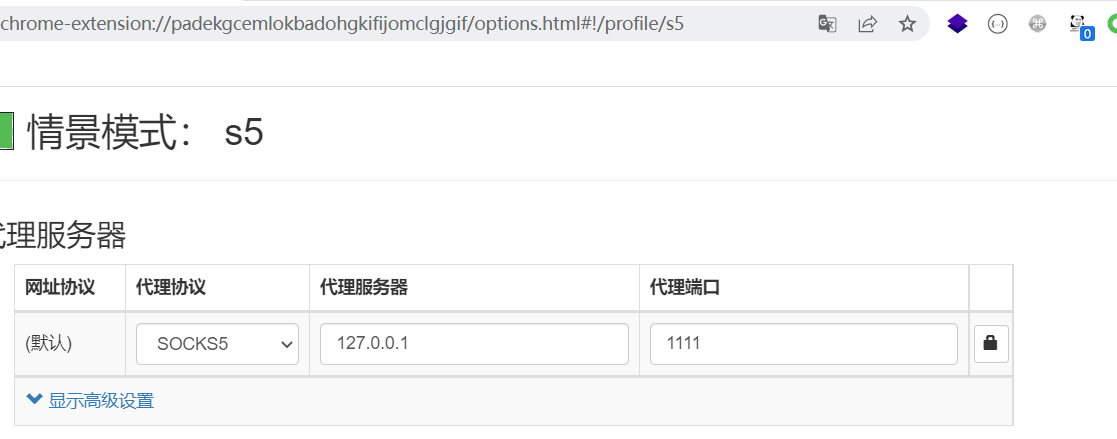 chrome-extension://padekgcemlokbadohgkifijomclgjgif/options.html#!/profile/s5
0
情景模式： s5
代理服务器
网址协议 代理协议 代理服务器 代理端口
(默认) SOCKS5 127.0.0.1 1111
显示高级设置